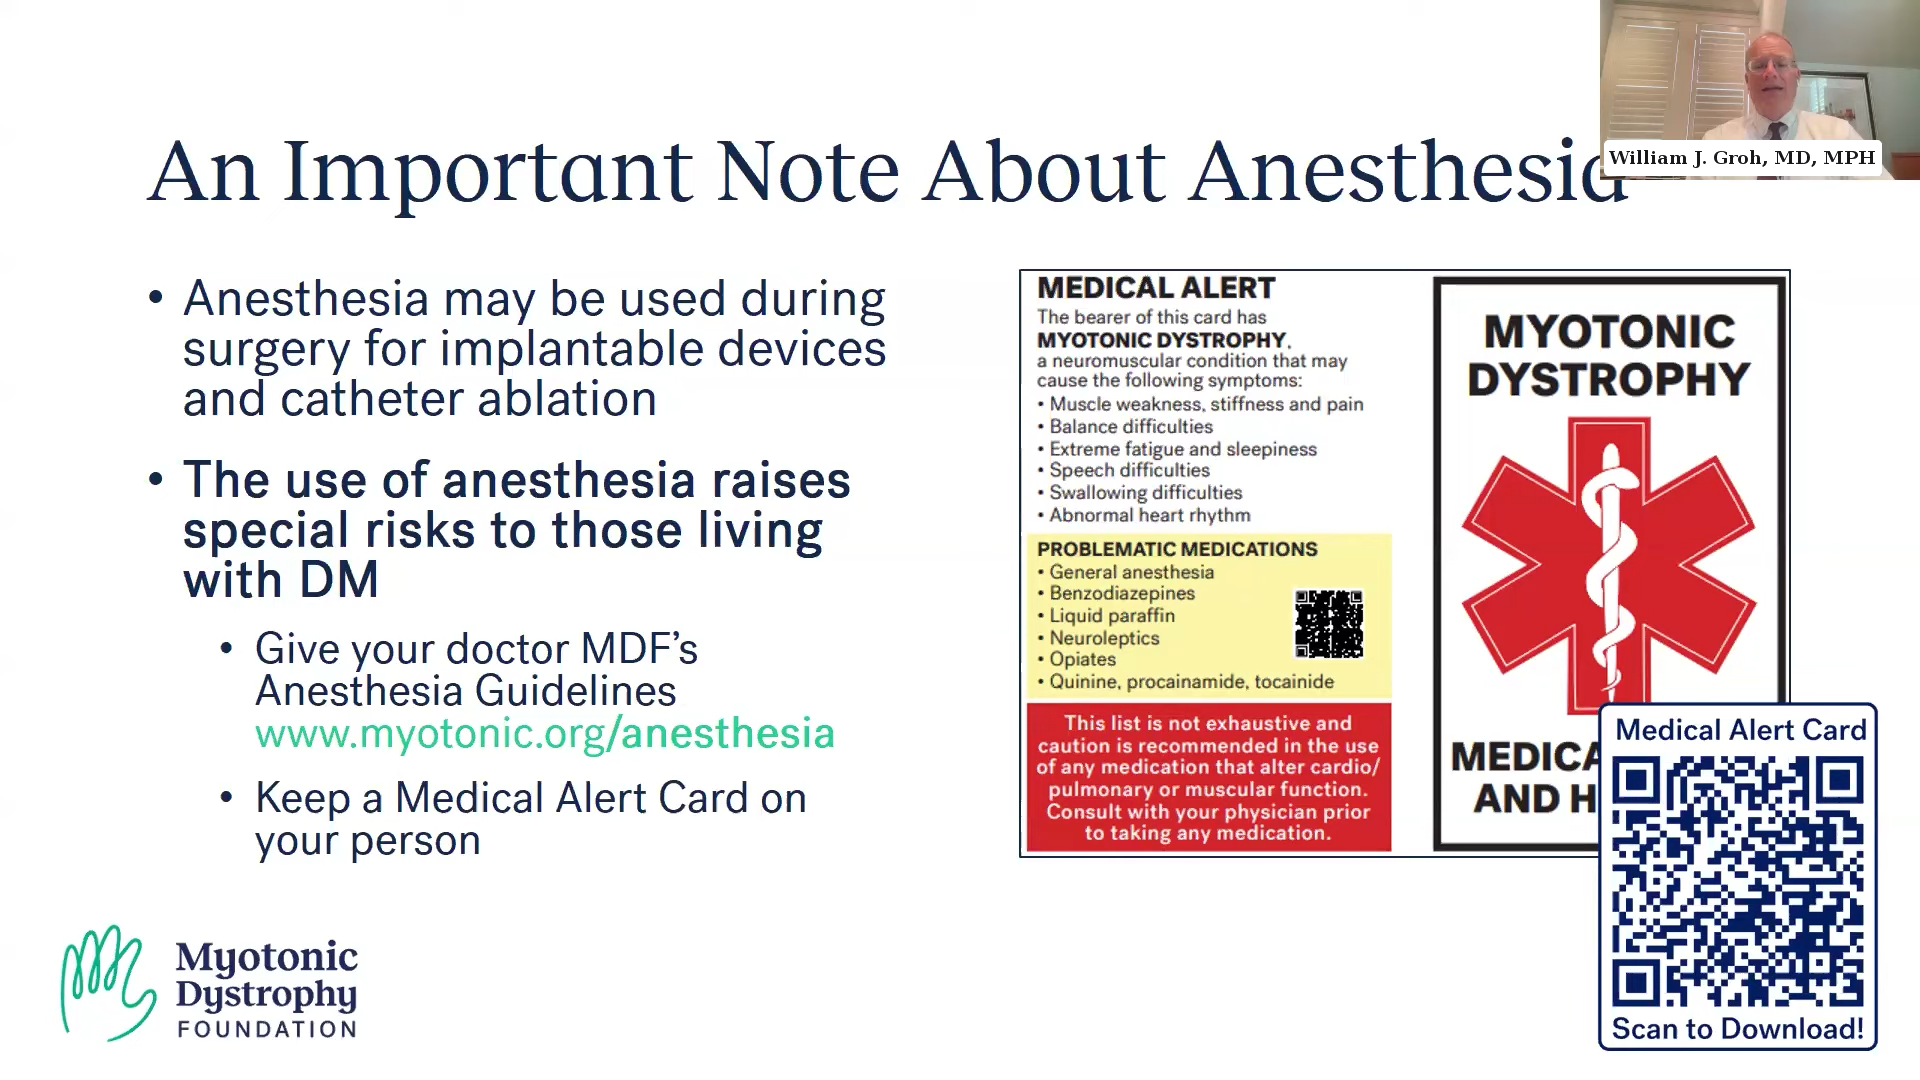 An Important Note About Anesthesia
William J. Groh, MD, MPH
• Anesthesia may be used during
surgery for implantable devices
and catheter ablation
• The use of anesthesia raises
special risks to those living
with DM
• Give your doctor MDF’s
Anesthesia Guidelines
www.myotonic.org/anesthesia
• Keep a Medical Alert Card on
your person
MEDICAL ALERT
The bearer of this card has
MYOTONIC DYSTROPHY,
a neuromuscular condition that may
cause the following symptoms:
• Muscle weakness, stiffness and pain
• Balance difficulties
• Extreme fatigue and sleepiness
• Speech difficulties
• Swallowing difficulties
• Abnormal heart rhythm
PROBLEMATIC MEDICATIONS
• General anesthesia
• Benzodiazepines
• Liquid paraffin
• Neuroleptics
• Opiates
• Quinine, procainamide, tocainide
This list is not exhaustive and
caution is recommended in the use
of any medication that alter cardio/
pulmonary or muscular function.
Consult with your physician prior
to taking any medication.
MYOTONIC
DYSTROPHY
AND
Medical Alert Card
Scan to Download!
Myotonic
Dystrophy
FOUNDATION